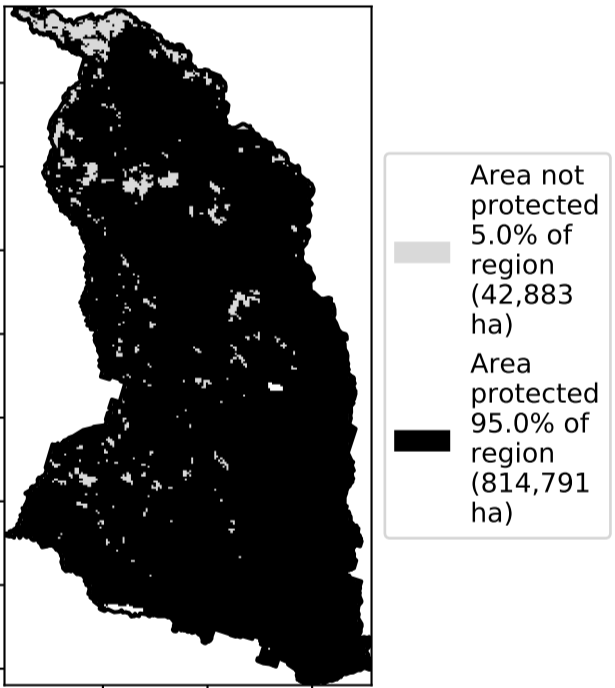 Area not
protected
5.0% of
region
(42,883
ha)
Area
protected
95.0% of
region
(814,791
ha)